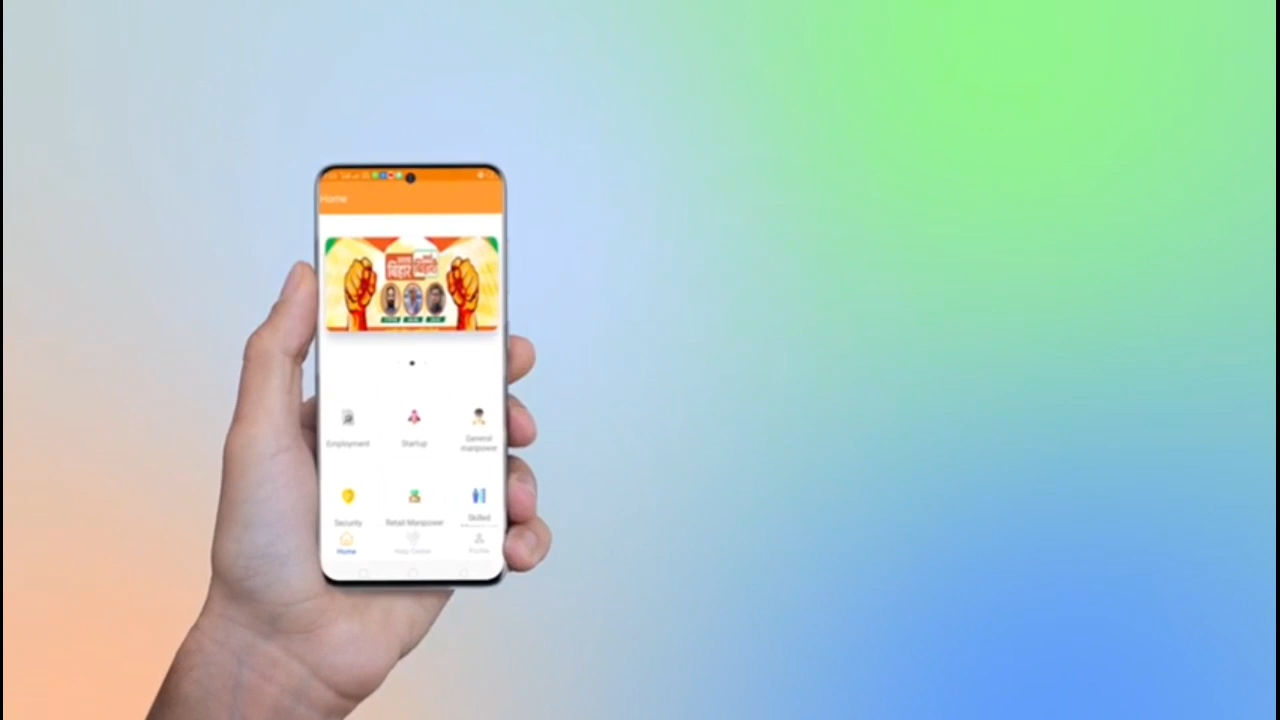 Home
बिहार
बिहारी
Employment
Startup
General
manpower
Security
Retail Manpower
Skilled
Home
Help Center
Profile